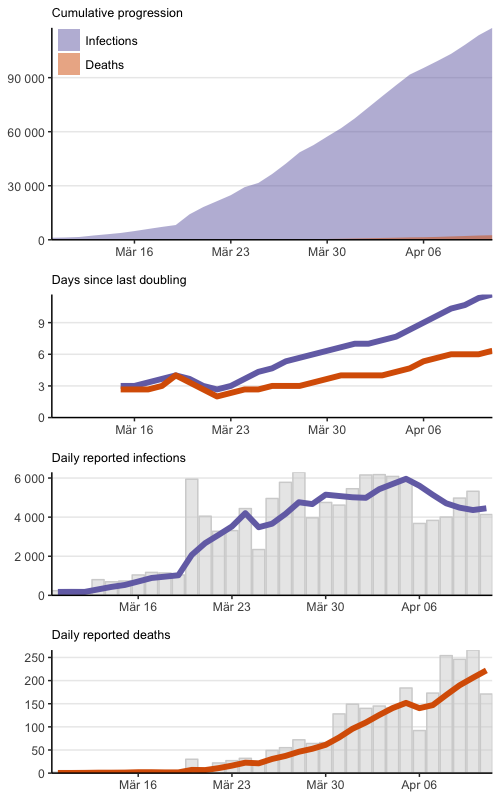 Cumulative progression
Infections
Deaths
90 000
60 000
30 000
0
Mär 16 Mär 23 Mär 30 Apr 06
Days since last doubling
9
6
3
0
Mär 16 Mär 23 Mär 30 Apr 06
Daily reported infections
6 000
4 000
2 000
0
Mär 16 Mär 23 Mär 30 Apr 06
Daily reported deaths
250
200
150
100
50
0
Mär 16 Mär 23 Mär 30 Apr 06